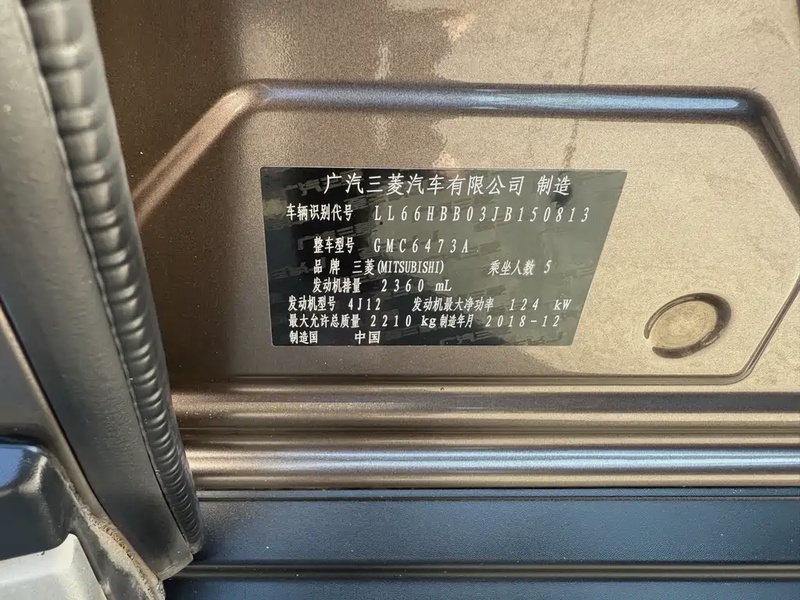 广汽三菱汽车有限公司 制造
车辆识别代号 LL66HBB03JB150813
整车型号 GMC6473A
品牌 三菱(MITSUBISHI) 乘坐人数 5
发动机排量 2360 mL
发动机型号 4J12 发动机最大净功率 124 kW
最大允许总质量 2210 kg 制造年月 2018-12
制造国 中国